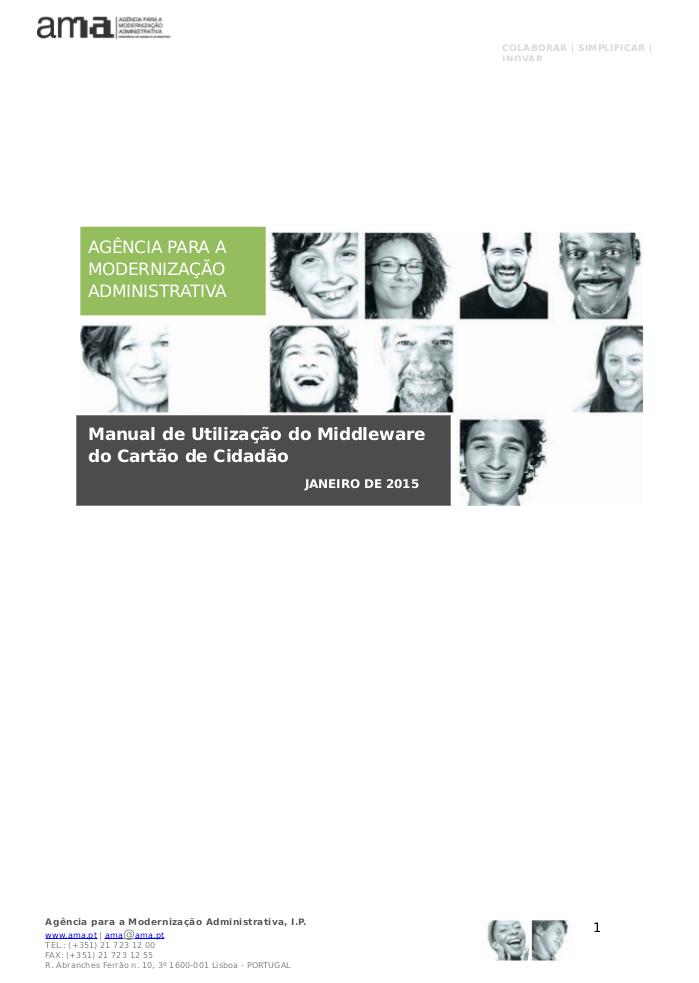 ama
AGÊNCIA PARA A
MODERNIZAÇÃO
ADMINISTRATIVA
COLABORAR | SIMPLIFICAR |
INOVAR
AGÊNCIA PARA A
MODERNIZAÇÃO
ADMINISTRATIVA
Manual de Utilização do Middleware
do Cartão de Cidadão
JANEIRO DE 2015
Agência para a Modernização Administrativa, I.P.
www.ama.pt | ama@ama.pt
TEL.: (+351) 21 723 12 00
FAX: (+351) 21 723 12 55
R. Abranches Ferrão n. 10, 3º 1600-001 Lisboa - PORTUGAL
1